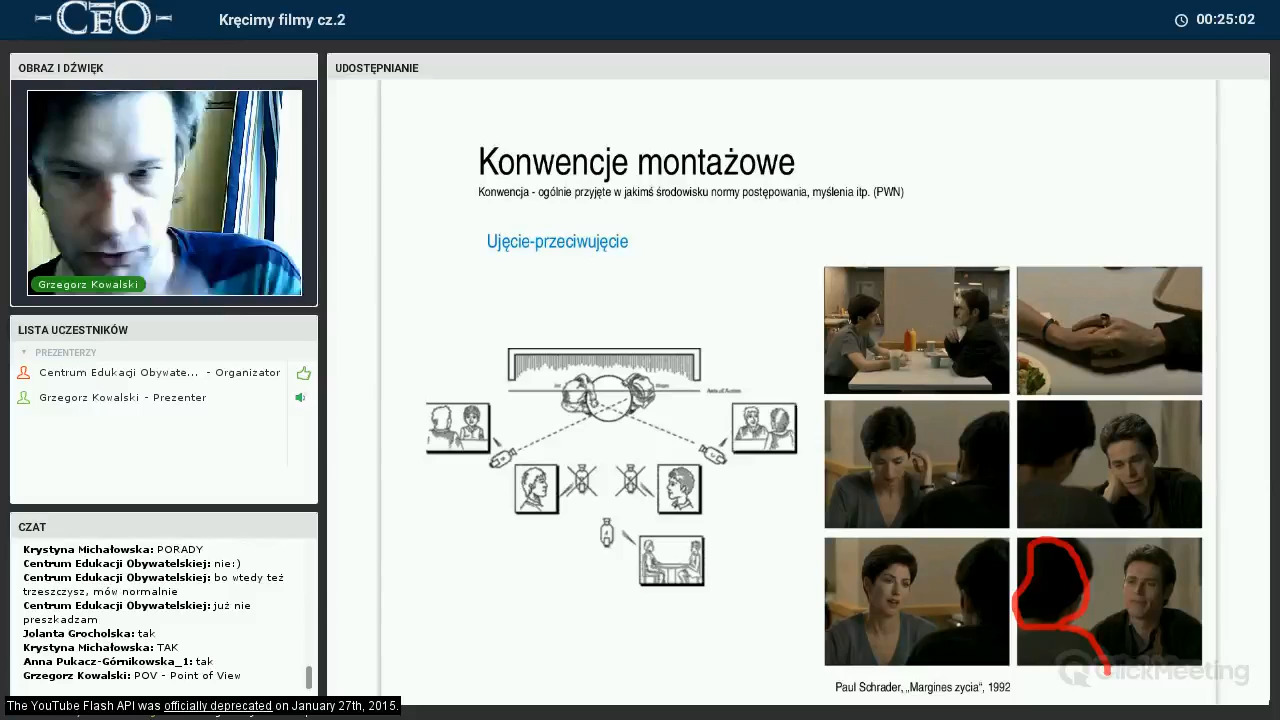 CEO
Kręcimy filmy cz.2
00:25:02
OBRAZ I DŹWIĘK
Grzegorz Kowalski
LISTA UCZESTNIKÓW
PREZENTERZY
Centrum Edukacji Obywate... - Organizator
Grzegorz Kowalski - Prezenter
CZAT
Krystyna Michałowska: PORADY
Centrum Edukacji Obywatelskiej: nie:)
Centrum Edukacji Obywatelskiej: bo wtedy też
trzeszczysz, mów normalnie
Centrum Edukacji Obywatelskiej: już nie
preszkadzam
Jolanta Grocholska: tak
Krystyna Michałowska: TAK
Anna Pukacz-Górnikowska_1: tak
Grzegorz Kowalski: POV - Point of View
The YouTube Flash API was officially deprecated on January 27th, 2015.
UDOSTĘPNIANIE
Konwencje montażowe
Konwencja - ogólnie przyjęte w jakimś środowisku normy postępowania, myślenia itp. (PWN)
Ujęcie-przeciwujęcie
Paul Schrader, „Margines zycia", 1992
ClickMeeting